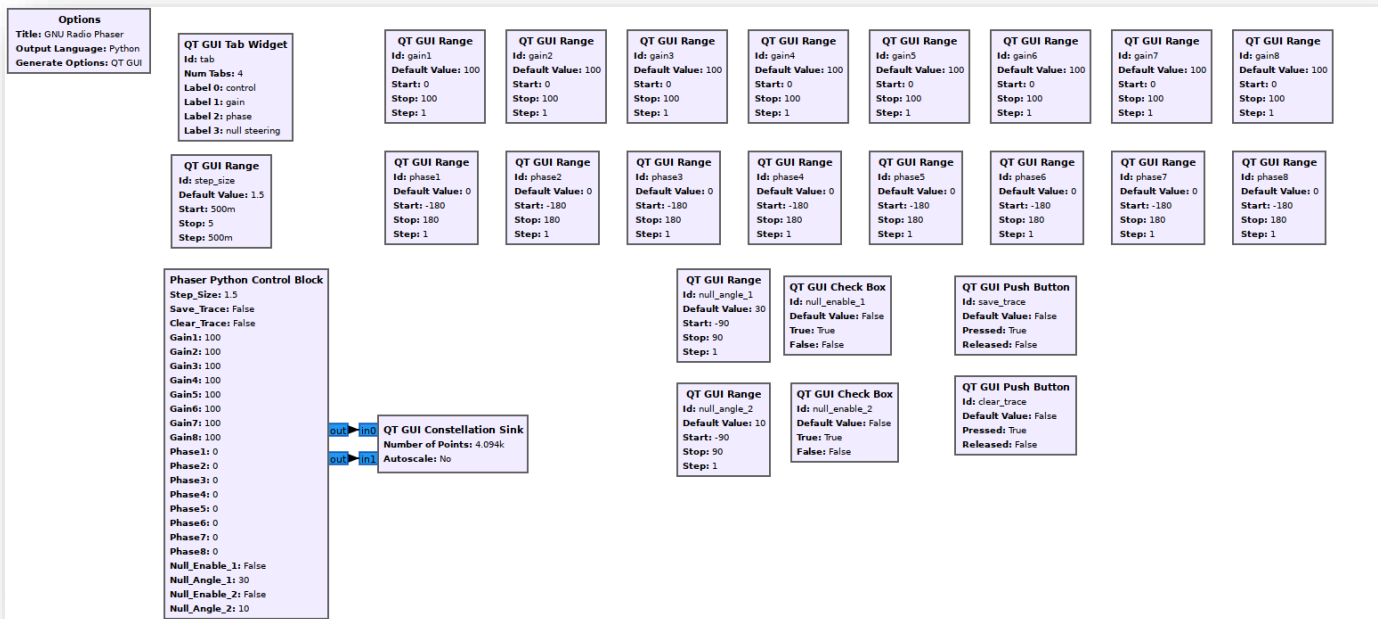 Options
Title: GNU Radio Phaser
Output Language: Python
Generate Options: QT GUI
QT GUI Tab Widget
Id: tab
Num Tabs: 4
Label 0: control
Label 1: gain
Label 2: phase
Label 3: null steering
QT GUI Range
Id: gain1
Default Value: 100
Start: 0
Stop: 100
Step: 1
QT GUI Range
Id: gain2
Default Value: 100
Start: 0
Stop: 100
Step: 1
QT GUI Range
Id: gain3
Default Value: 100
Start: 0
Stop: 100
Step: 1
QT GUI Range
Id: gain4
Default Value: 100
Start: 0
Stop: 100
Step: 1
QT GUI Range
Id: gain5
Default Value: 100
Start: 0
Stop: 100
Step: 1
QT GUI Range
Id: gain6
Default Value: 100
Start: 0
Stop: 100
Step: 1
QT GUI Range
Id: gain7
Default Value: 100
Start: 0
Stop: 100
Step: 1
QT GUI Range
Id: gain8
Default Value: 100
Start: 0
Stop: 100
Step: 1
QT GUI Range
Id: step_size
Default Value: 1.5
Start: 500m
Stop: 5
Step: 500m
QT GUI Range
Id: phase1
Default Value: 0
Start: -180
Stop: 180
Step: 1
QT GUI Range
Id: phase2
Default Value: 0
Start: -180
Stop: 180
Step: 1
QT GUI Range
Id: phase3
Default Value: 0
Start: -180
Stop: 180
Step: 1
QT GUI Range
Id: phase4
Default Value: 0
Start: -180
Stop: 180
Step: 1
QT GUI Range
Id: phase5
Default Value: 0
Start: -180
Stop: 180
Step: 1
QT GUI Range
Id: phase6
Default Value: 0
Start: -180
Stop: 180
Step: 1
QT GUI Range
Id: phase7
Default Value: 0
Start: -180
Stop: 180
Step: 1
QT GUI Range
Id: phase8
Default Value: 0
Start: -180
Stop: 180
Step: 1
Phaser Python Control Block
Step_Size: 1.5
Save_Trace: False
Clear_Trace: False
Gain1: 100
Gain2: 100
Gain3: 100
Gain4: 100
Gain5: 100
Gain6: 100
Gain7: 100
Gain8: 100
Phase1: 0
Phase2: 0
Phase3: 0
Phase4: 0
Phase5: 0
Phase6: 0
Phase7: 0
Phase8: 0
Null_Enable_1: False
Null_Angle_1: 30
Null_Enable_2: False
Null_Angle_2: 10
out
out
in0
in1
QT GUI Constellation Sink
Number of Points: 4.094k
Autoscale: No
QT GUI Range
Id: null_angle_1
Default Value: 30
Start: -90
Stop: 90
Step: 1
QT GUI Check Box
Id: null_enable_1
Default Value: False
True: True
False: False
QT GUI Push Button
Id: save_trace
Default Value: False
Pressed: True
Released: False
QT GUI Range
Id: null_angle_2
Default Value: 10
Start: -90
Stop: 90
Step: 1
QT GUI Check Box
Id: null_enable_2
Default Value: False
True: True
False: False
QT GUI Push Button
Id: clear_trace
Default Value: False
Pressed: True
Released: False